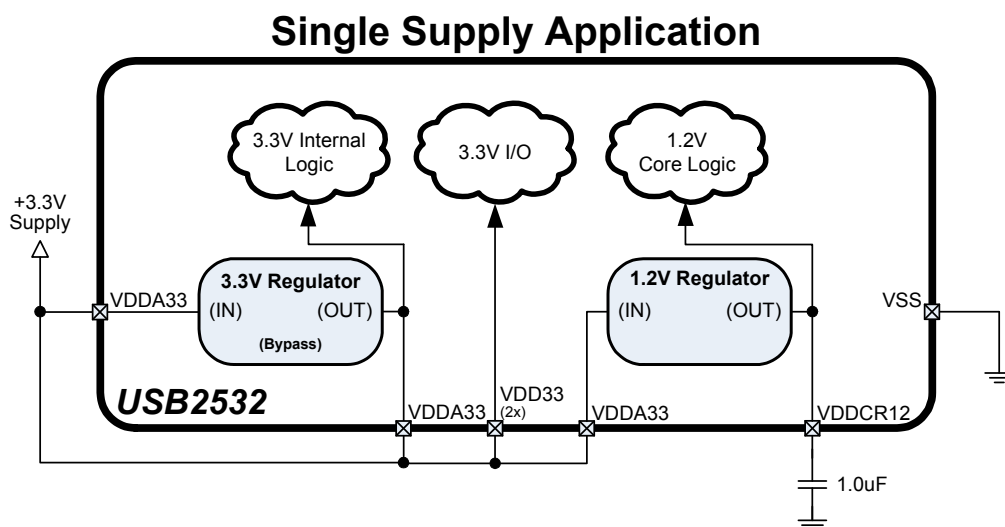 Single Supply Application
3.3V Internal
Logic
3.3V I/O
1.2V
Core Logic
+3.3V
Supply
VDDA33
3.3V Regulator
(IN)
(OUT)
(Bypass)
1.2V Regulator
(IN)
(OUT)
VSS
USB2532
VDDA33
VDD33
(2x)
VDDA33
VDDCR12
1.0uF